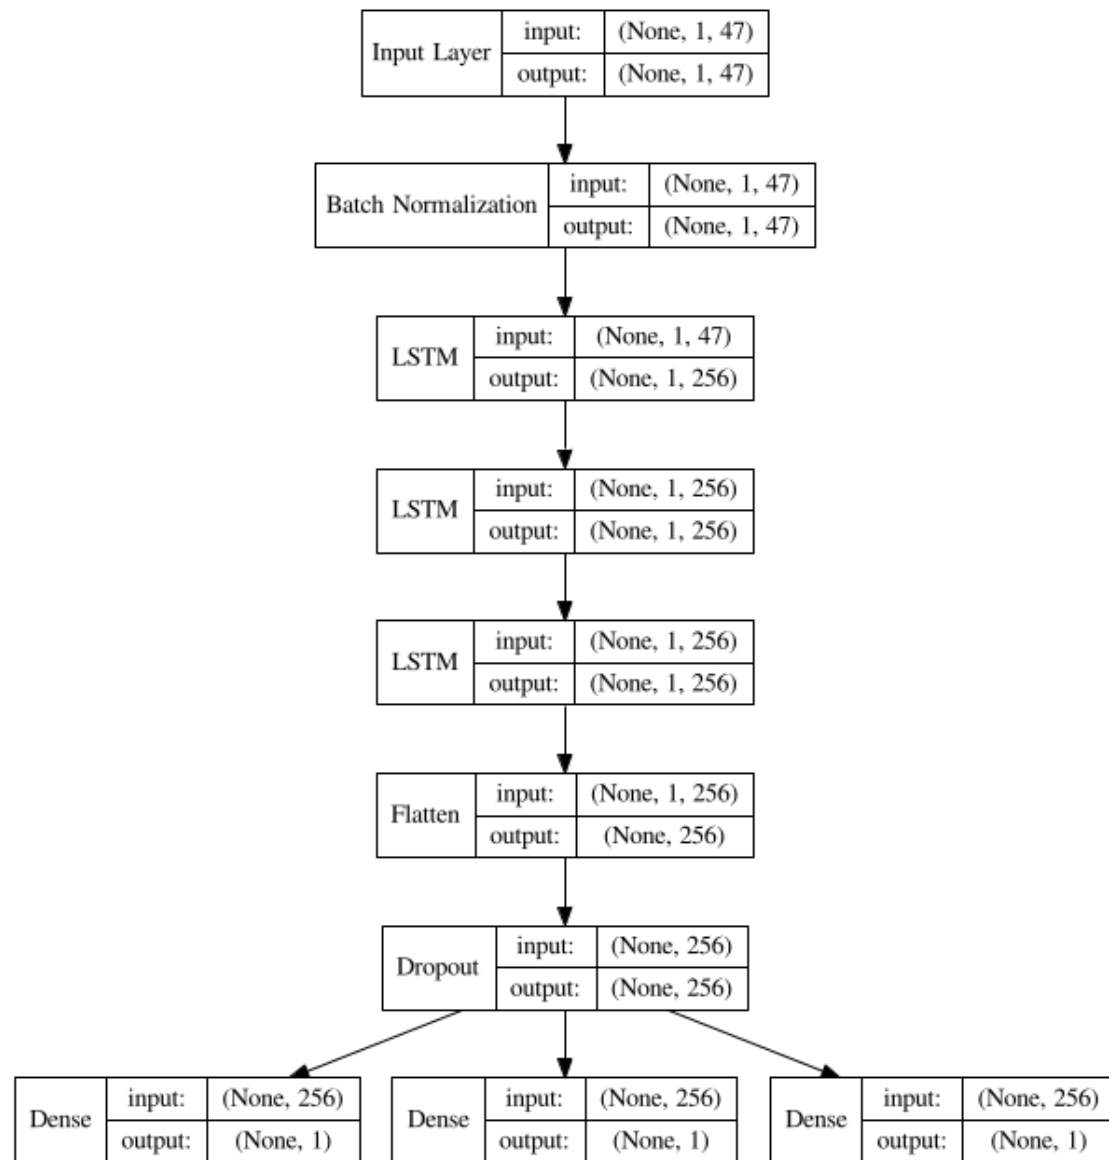 Input Layer
input: (None, 1, 47)
output: (None, 1, 47)
Batch Normalization
input: (None, 1, 47)
output: (None, 1, 47)
LSTM
input: (None, 1, 47)
output: (None, 1, 256)
LSTM
input: (None, 1, 256)
output: (None, 1, 256)
LSTM
input: (None, 1, 256)
output: (None, 1, 256)
Flatten
input: (None, 1, 256)
output: (None, 256)
Dropout
input: (None, 256)
output: (None, 256)
Dense
input: (None, 256)
output: (None, 1)
Dense
input: (None, 256)
output: (None, 1)
Dense
input: (None, 256)
output: (None, 1)